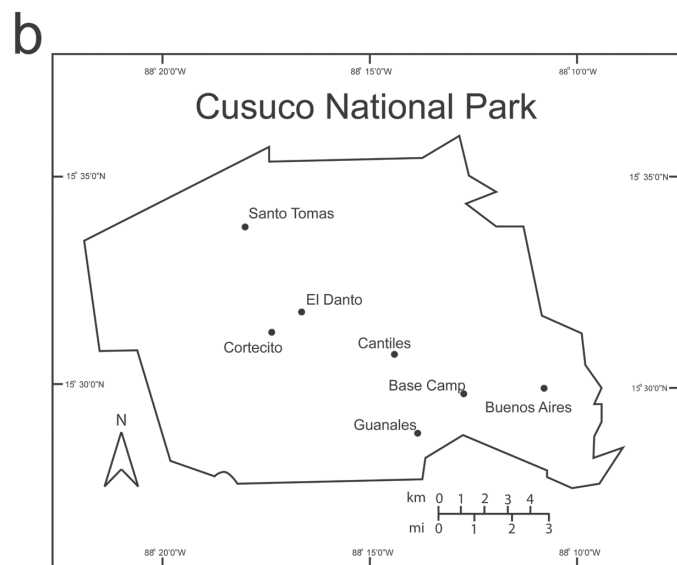 b
88° 20'0"W 88° 15'0"W 88° 10'0"W
Cusuco National Park
15° 35'0"N 15° 35'0"N
Santo Tomas
El Danto
Cortecito
Cantiles
15° 30'0"N 15° 30'0"N
Base Camp
Buenos Aires
Guanales
N
km 0 1 2 3 4
mi 0 1 2 3
88° 20'0"W 88° 15'0"W 88° 10'0"W